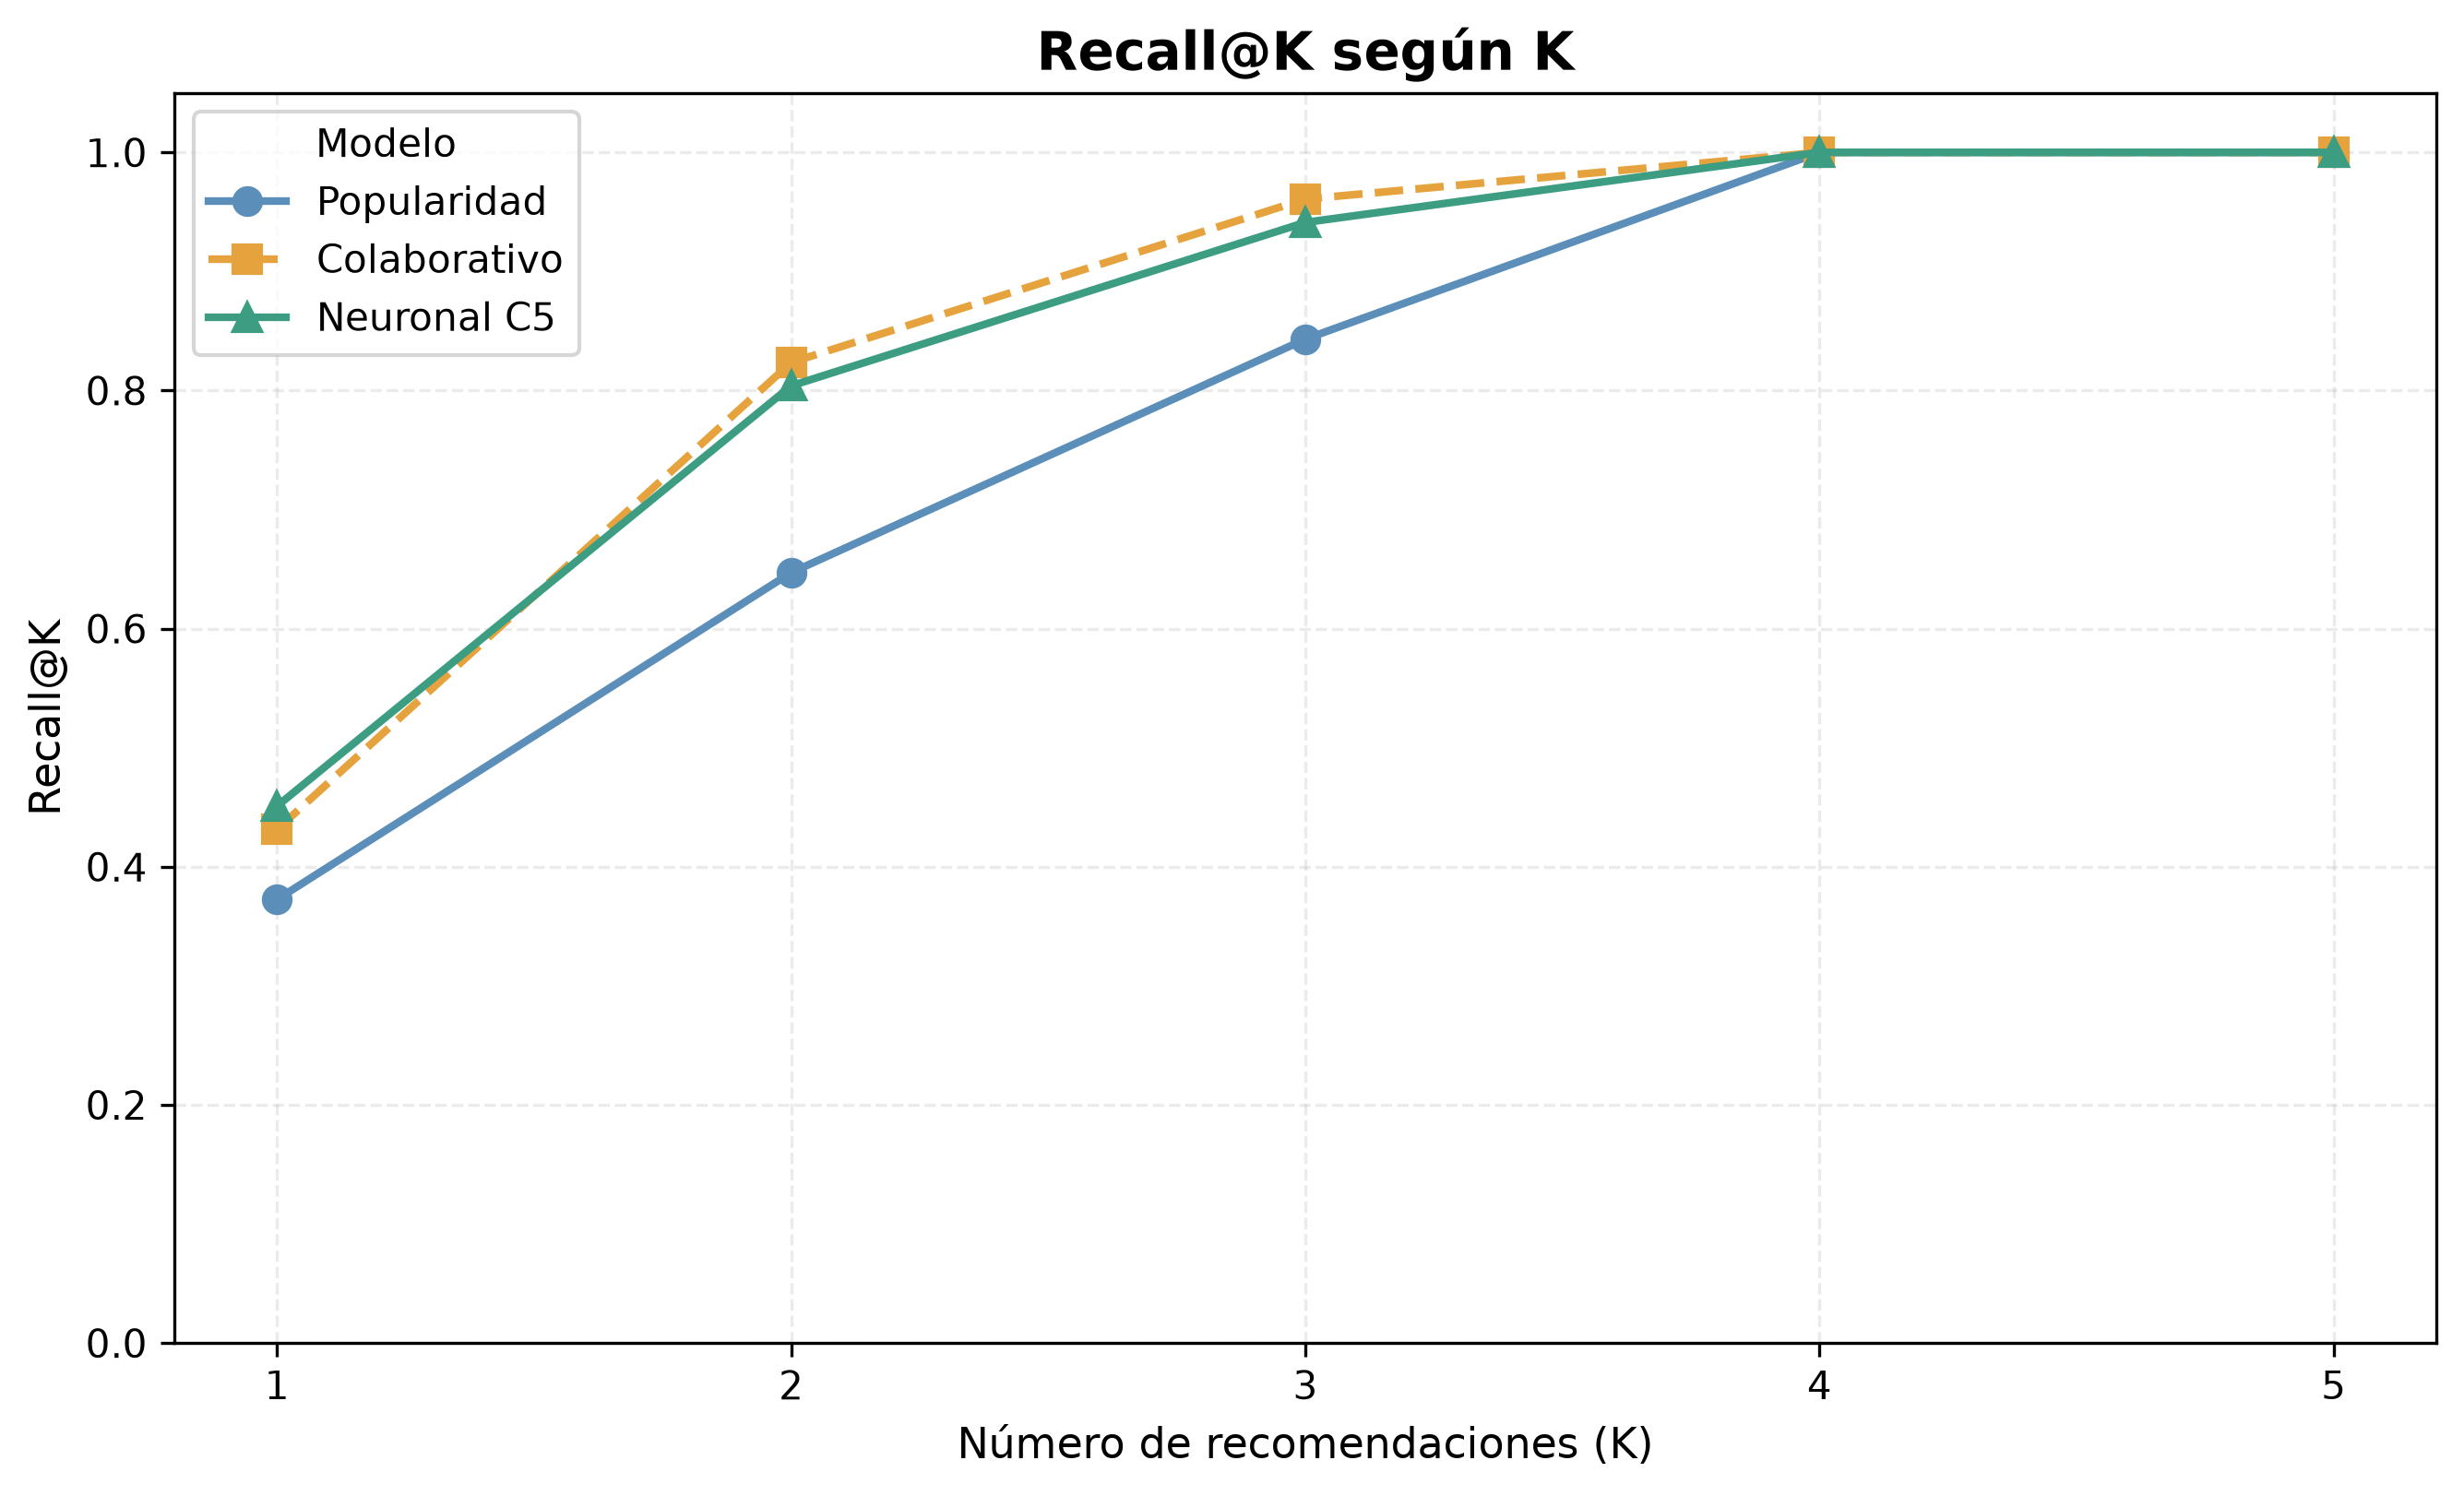 Recall@K según K
Modelo
Popularidad
Colaborativo
Neuronal C5
Recall@K
1.0
0.8
0.6
0.4
0.2
0.0
1 2 3 4 5
Número de recomendaciones (K)